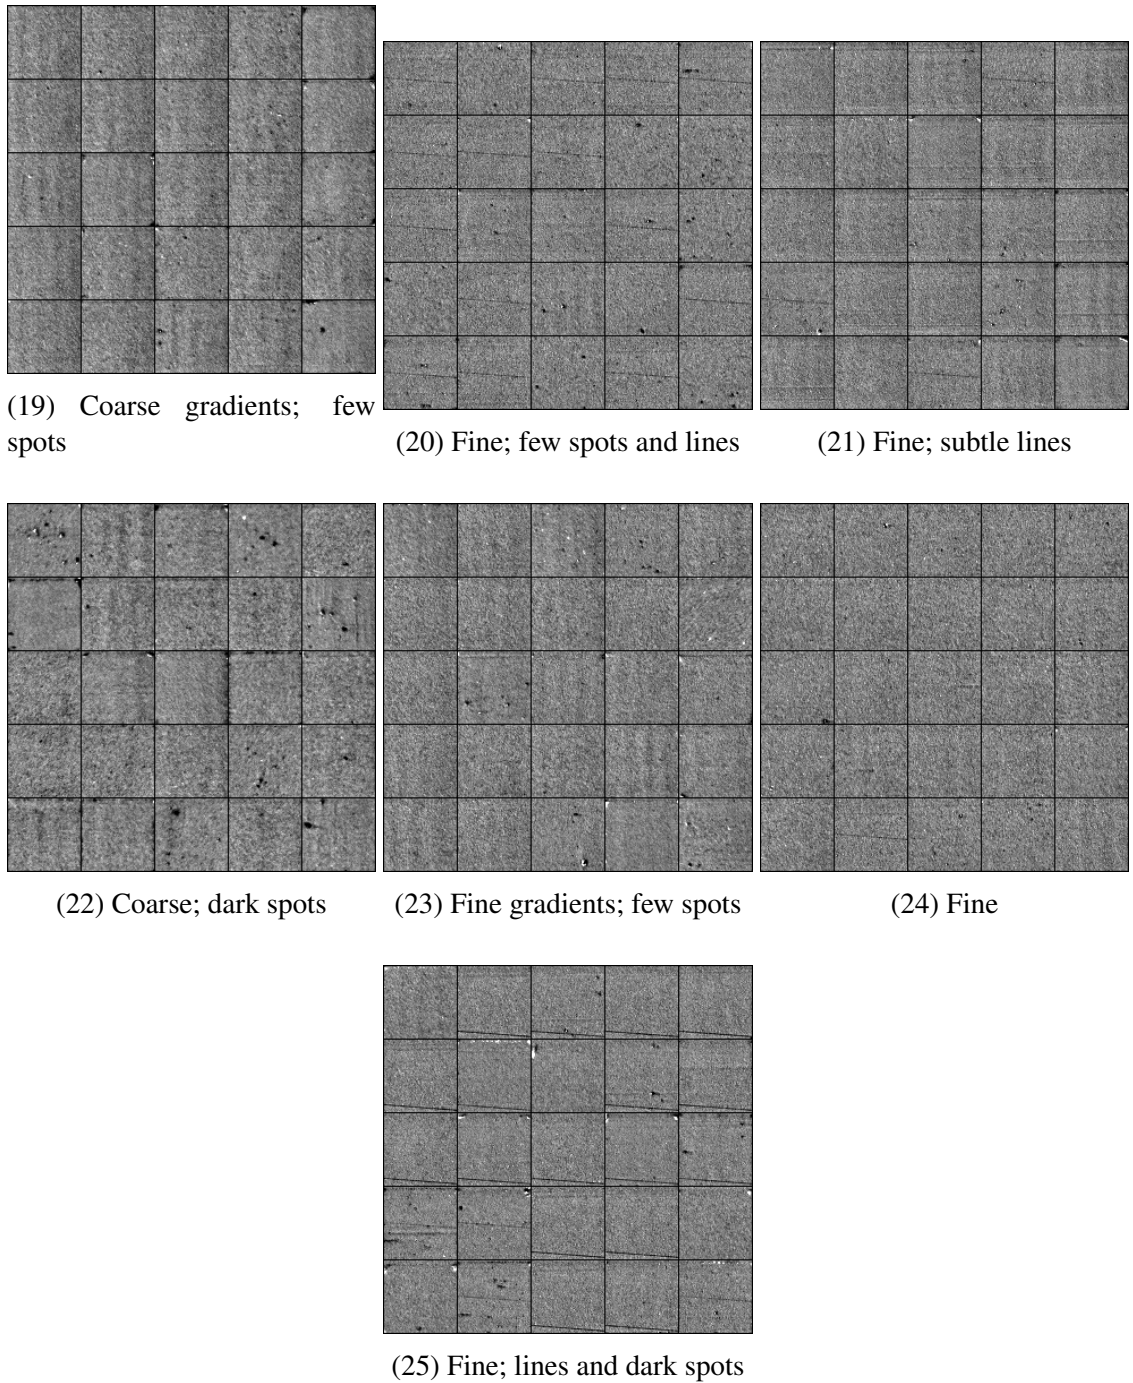 (19) Coarse gradients; few
spots
(20) Fine; few spots and lines
(21) Fine; subtle lines
(22) Coarse; dark spots
(23) Fine gradients; few spots
(24) Fine
(25) Fine; lines and dark spots